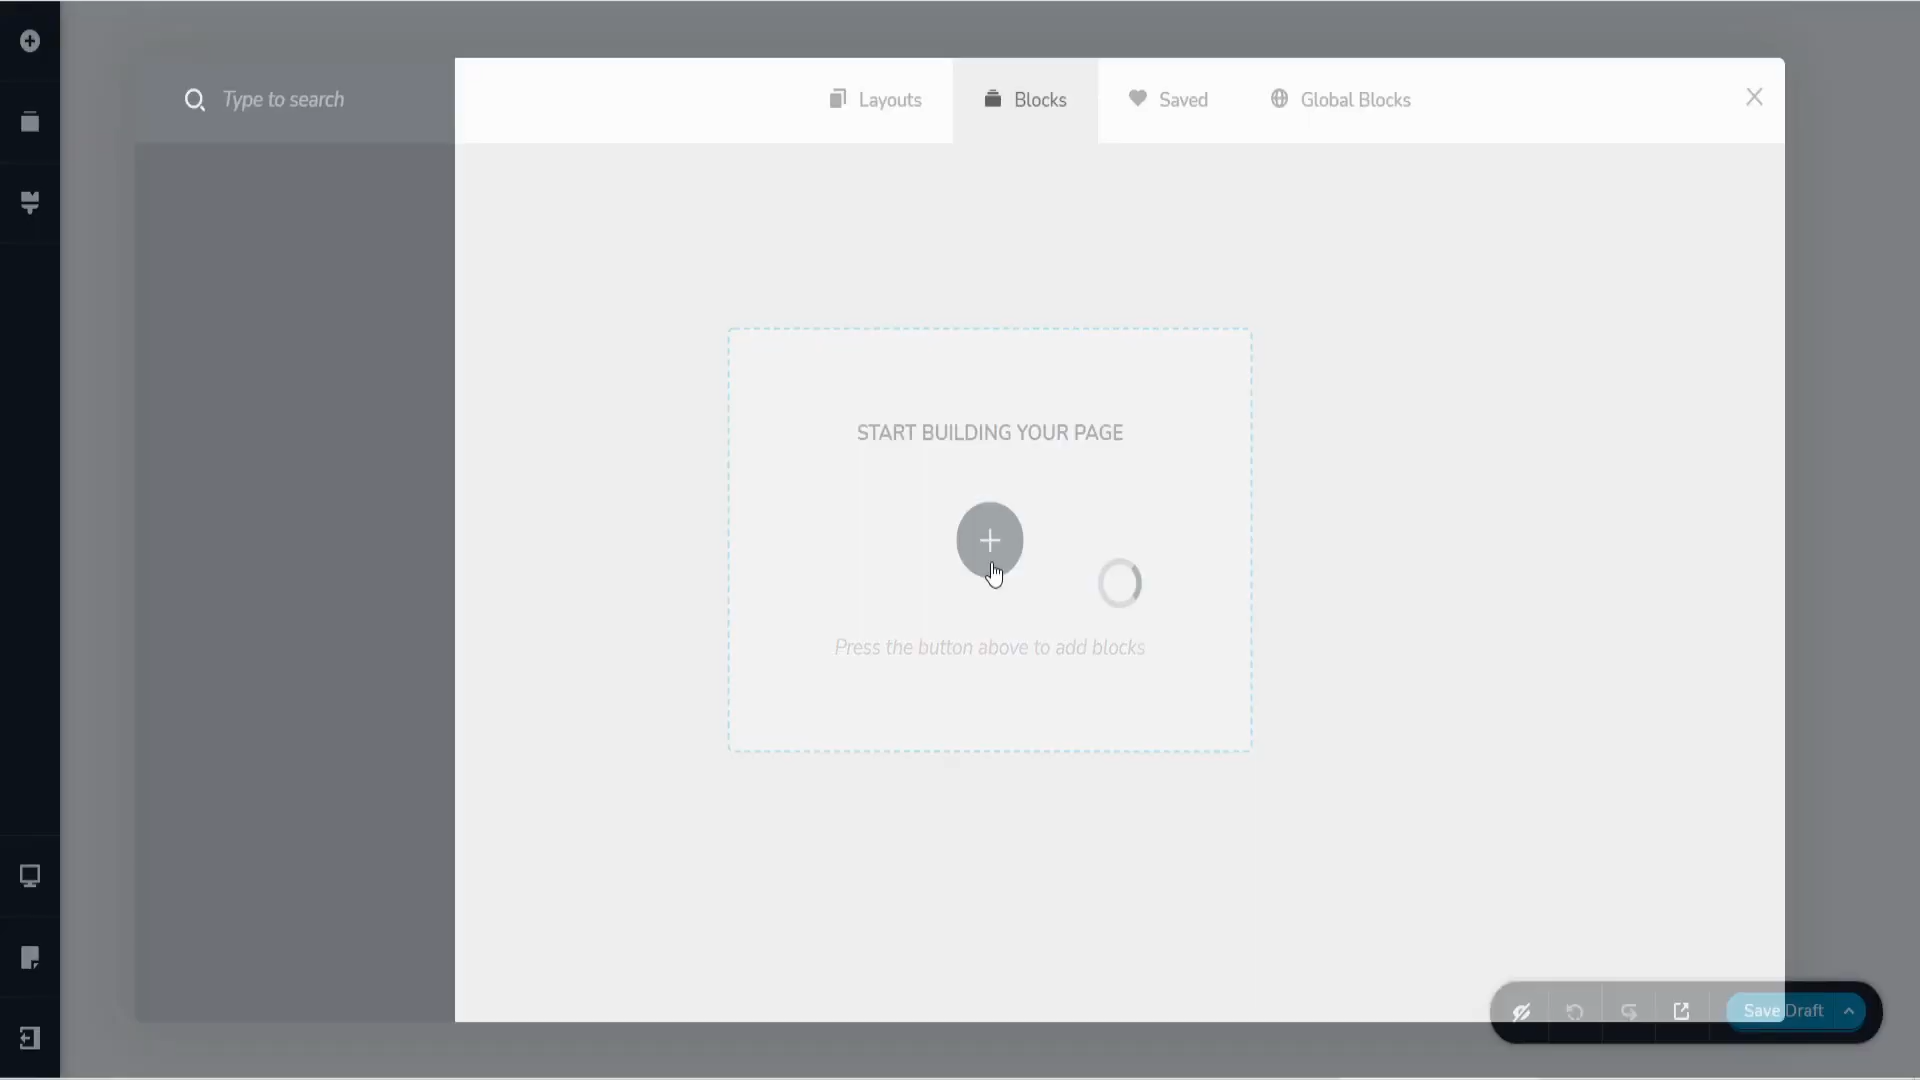 Type to search
Layouts
Blocks
Saved
Global Blocks
START BUILDING YOUR PAGE
Press the button above to add blocks
Save Draft